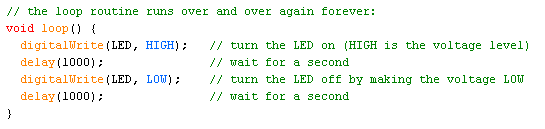 // the loop routine runs over and over again forever:
void loop() {
  digitalWrite(LED, HIGH);   // turn the LED on (HIGH is the voltage level)
  delay(1000);               // wait for a second
  digitalWrite(LED, LOW);    // turn the LED off by making the voltage LOW
  delay(1000);               // wait for a second
}